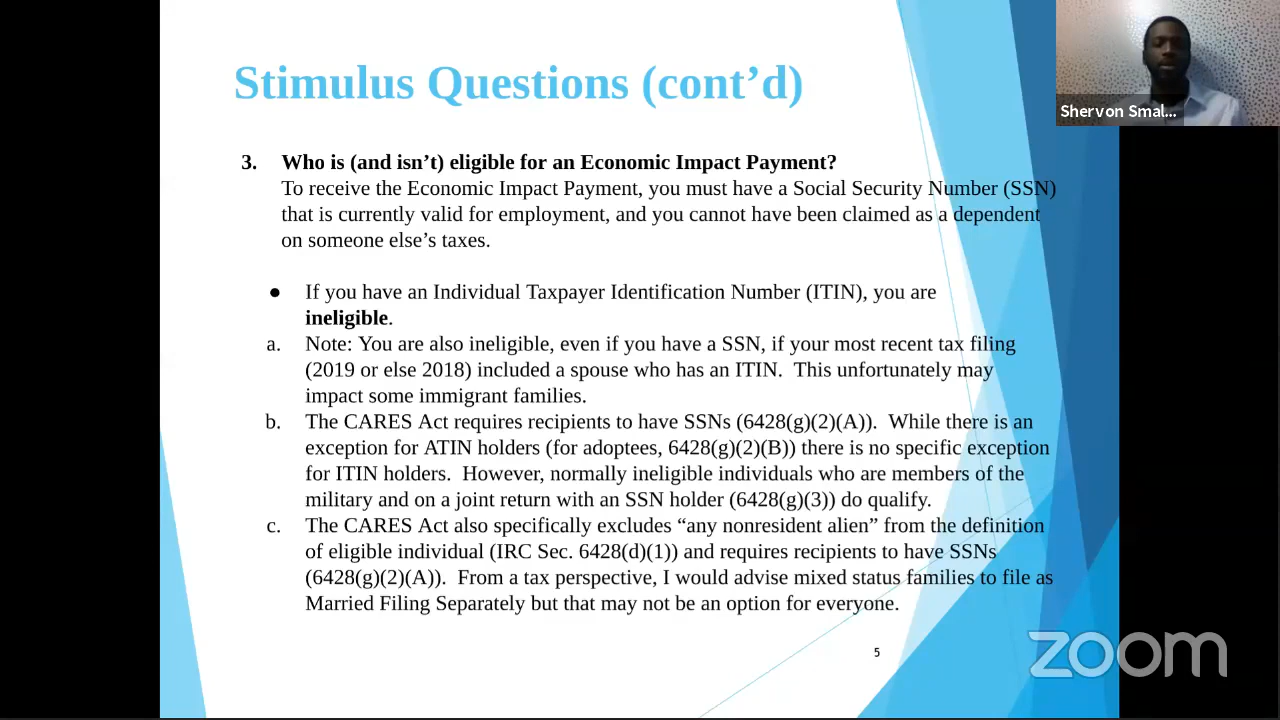 Stimulus Questions (cont’d)
Shervon Smal...
3. Who is (and isn’t) eligible for an Economic Impact Payment?
To receive the Economic Impact Payment, you must have a Social Security Number (SSN)
that is currently valid for employment, and you cannot have been claimed as a dependent
on someone else’s taxes.
● If you have an Individual Taxpayer Identification Number (ITIN), you are
ineligible.
a. Note: You are also ineligible, even if you have a SSN, if your most recent tax filing
(2019 or else 2018) included a spouse who has an ITIN.  This unfortunately may
impact some immigrant families.
b. The CARES Act requires recipients to have SSNs (6428(g)(2)(A)).  While there is an
exception for ATIN holders (for adoptees, 6428(g)(2)(B)) there is no specific exception
for ITIN holders.  However, normally ineligible individuals who are members of the
military and on a joint return with an SSN holder (6428(g)(3)) do qualify.
c. The CARES Act also specifically excludes “any nonresident alien” from the definition
of eligible individual (IRC Sec. 6428(d)(1)) and requires recipients to have SSNs
(6428(g)(2)(A)).  From a tax perspective, I would advise mixed status families to file as
Married Filing Separately but that may not be an option for everyone.
5
zoom